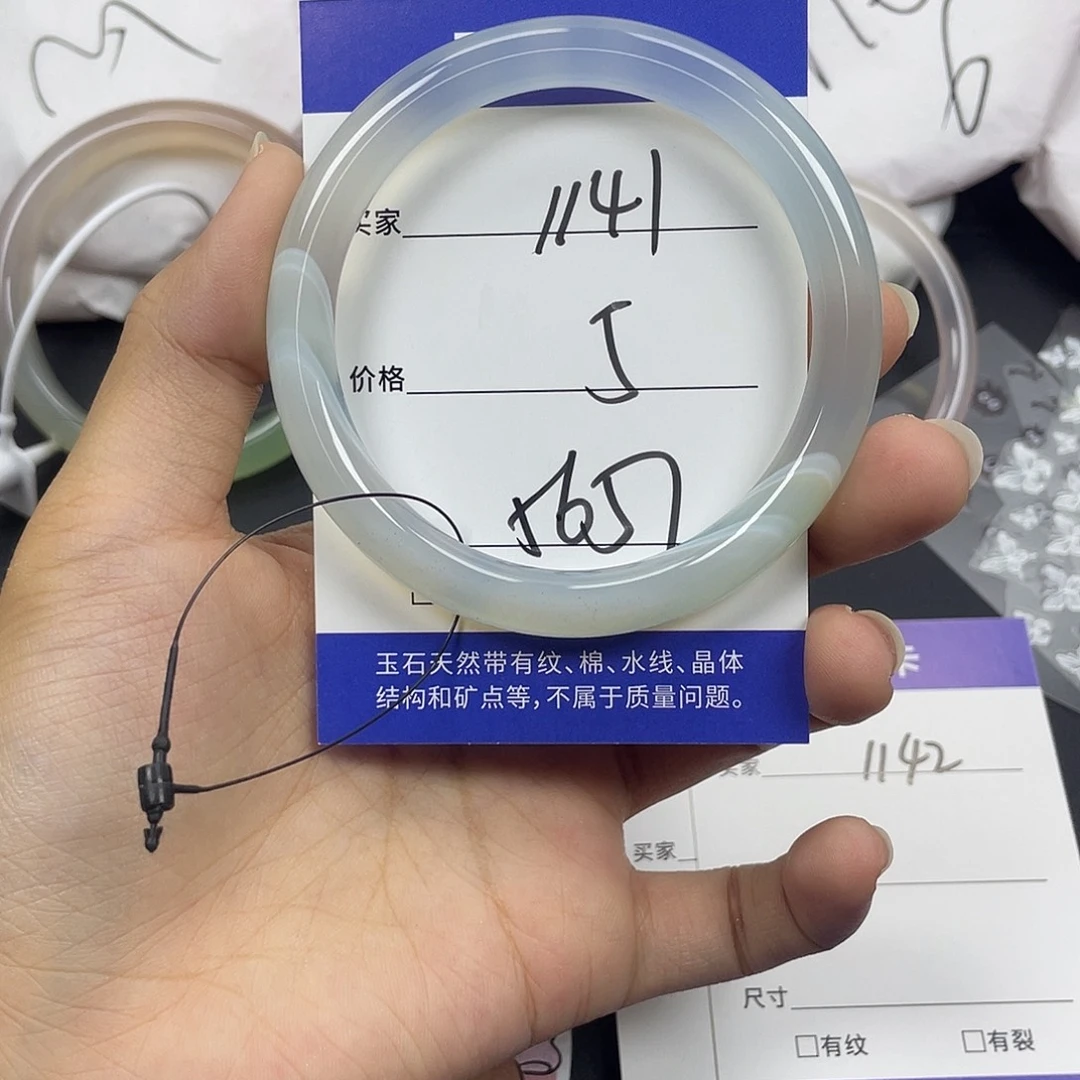 买家 1141
价格 J
玉石天然带有纹、棉、水线、晶体
结构和矿点等，不属于质量问题。
卡
买家 1142
买家
尺寸
□有纹 □有裂